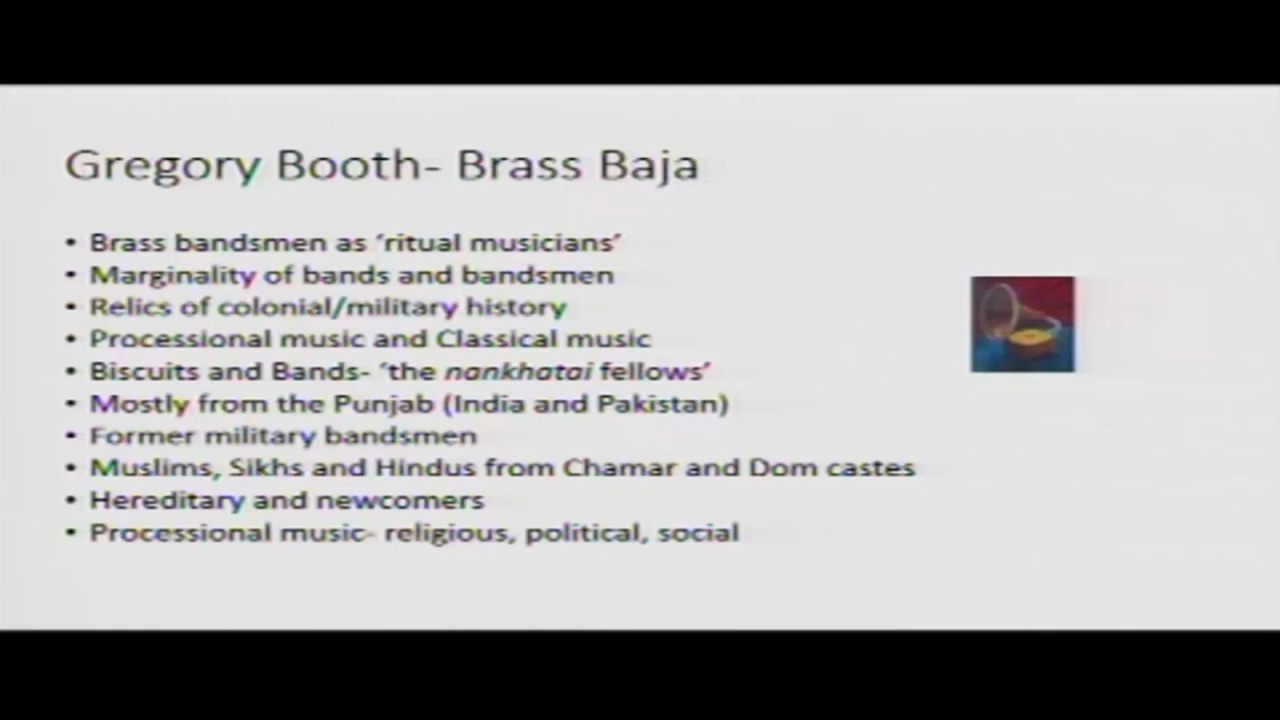 Gregory Booth- Brass Baja
• Brass bandsmen as ‘ritual musicians’
• Marginality of bands and bandsmen
• Relics of colonial/military history
• Processional music and Classical music
• Biscuits and Bands- ‘the nankhatai fellows’
• Mostly from the Punjab (India and Pakistan)
• Former military bandsmen
• Muslims, Sikhs and Hindus from Chamar and Dom castes
• Hereditary and newcomers
• Processional music- religious, political, social